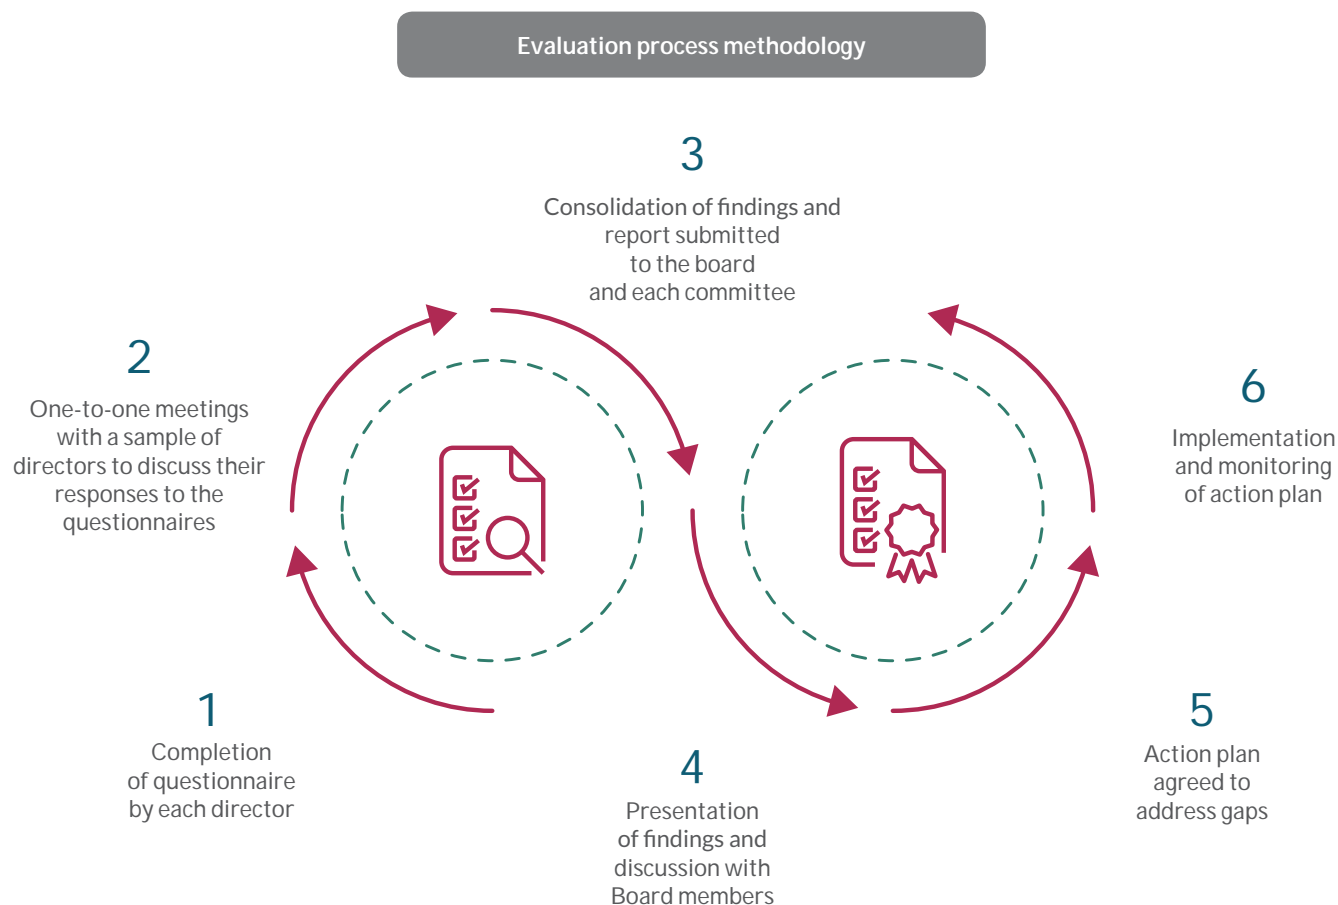 Evaluation process methodology
1
Completion
of questionnaire
by each director
2
One-to-one meetings
with a sample of
directors to discuss their
responses to the
questionnaires
3
Consolidation of findings and
report submitted
to the board
and each committee
4
Presentation
of findings and
discussion with
Board members
5
Action plan
agreed to
address gaps
6
Implementation
and monitoring
of action plan